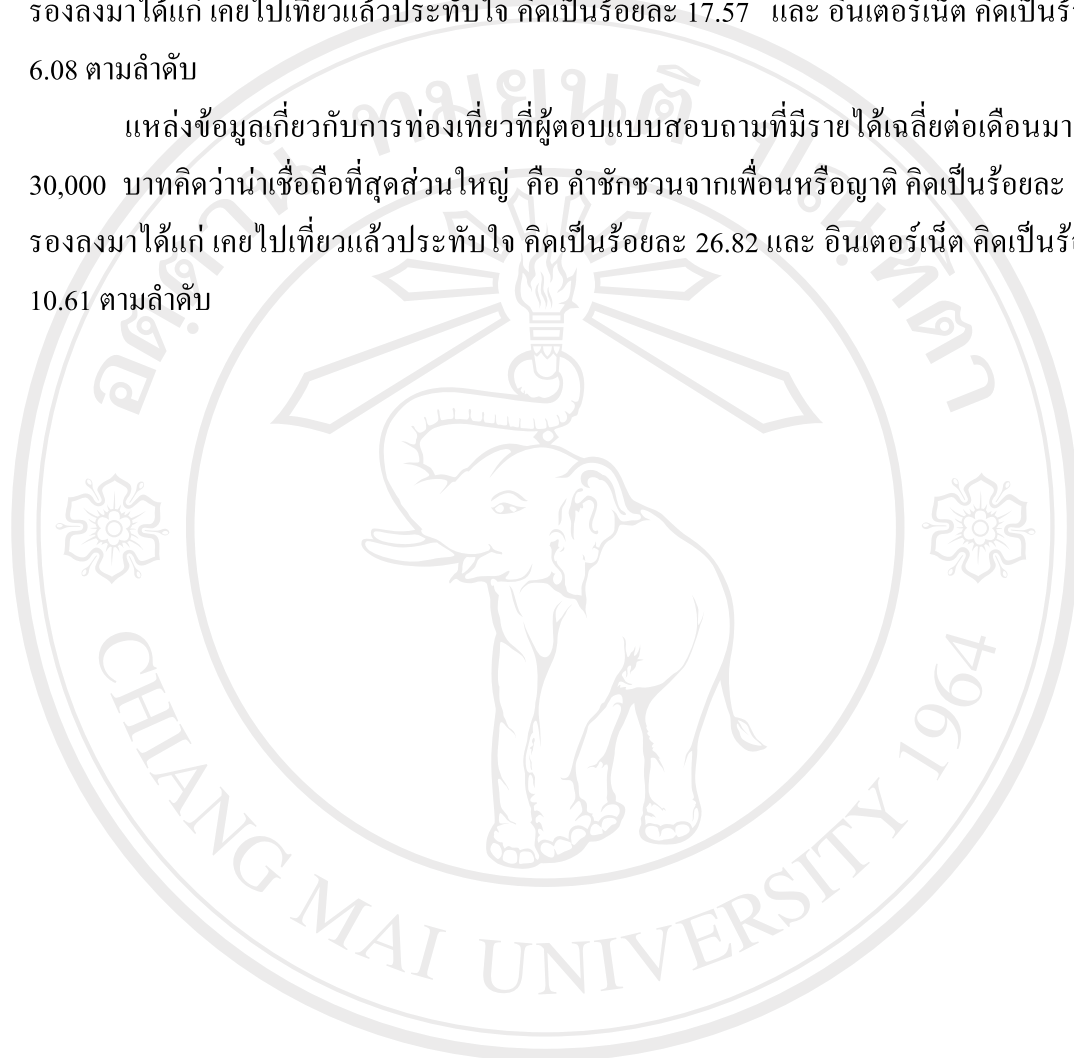 รองลงมาได้แก่ เคยไปเที่ยวแล้วประทับใจ คิดเป็นร้อยละ 17.57 และ อินเตอร์เน็ต คิดเป็น
6.08 ตามลำดับ
แหล่งข้อมูลเกี่ยวกับการท่องเที่ยวที่ผู้ตอบแบบสอบถามที่มีรายได้เฉลี่ยต่อเดือน
30,000 บาทคิดว่าน่าเชื่อถือที่สุดส่วนใหญ่ คือ คำชักชวนจากเพื่อนหรือญาติ คิดเป็นร้อยละ
รองลงมาได้แก่ เคยไปเที่ยวแล้วประทับใจ คิดเป็นร้อยละ 26.82 และ อินเตอร์เน็ต คิดเป็น
10.61 ตามลำดับ
อตฺตานํ ทมยนฺติ ปณฺฑิตา
CHIANG MAI UNIVERSITY 1964